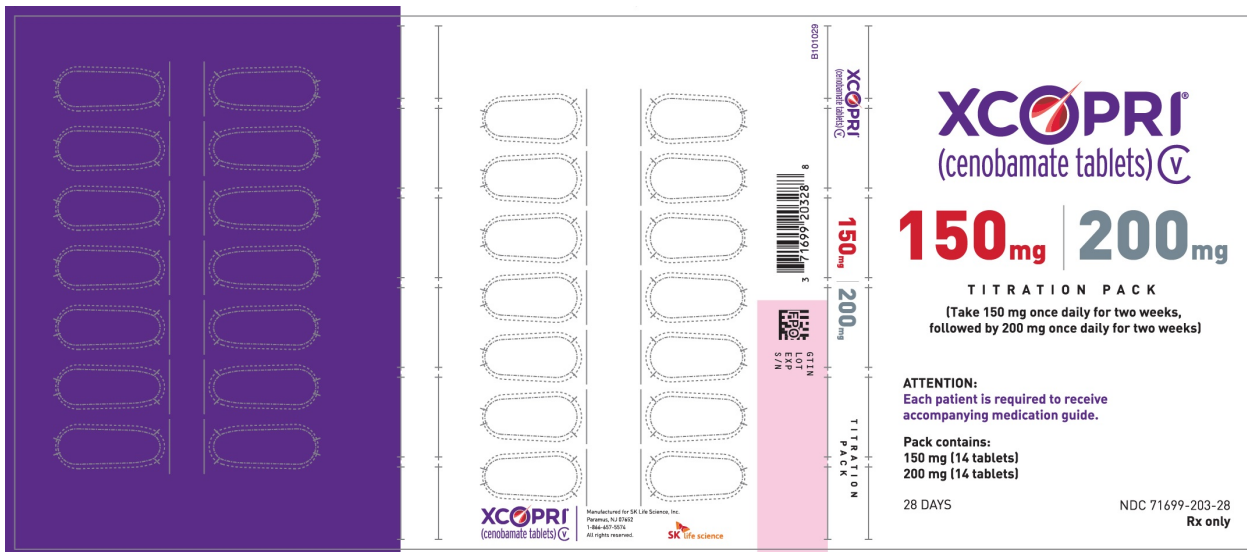 B101029
XCOPRI
(cenobamate tablets) CV
150mg
200mg
TITRATION
PACK
3 71699 20328 8
EPO
GTIN
LOT
EXP
S/N
XCOPRI
(cenobamate tablets) CV
Manufactured for SK Life Science, Inc.
Paramus, NJ 07652
1-866-657-5574
All rights reserved.
SK life science
XCOPRI®
(cenobamate tablets) CV
150mg | 200mg
TITRATION PACK
(Take 150 mg once daily for two weeks,
followed by 200 mg once daily for two weeks)
ATTENTION:
Each patient is required to receive
accompanying medication guide.
Pack contains:
150 mg (14 tablets)
200 mg (14 tablets)
28 DAYS
NDC 71699-203-28
Rx only